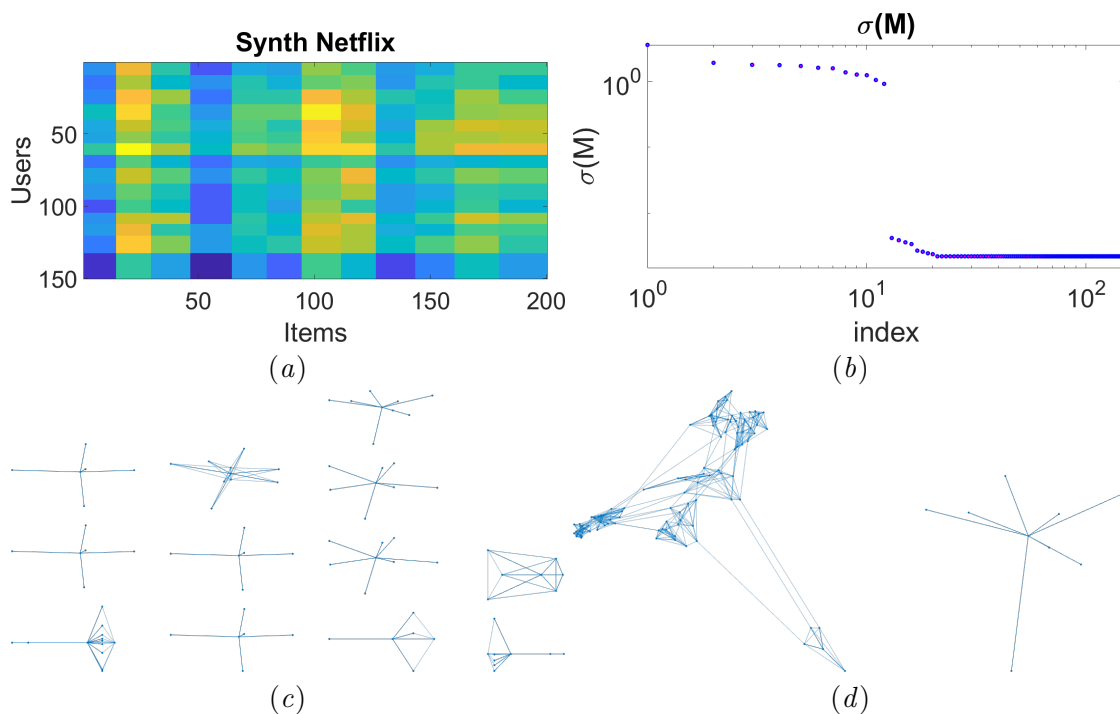 Synth Netflix
Users
50
100
150
50
100
150
200
Items
(a)
σ(M)
10^0
σ(M)
10^0
10^1
10^2
index
(b)
(c)
(d)